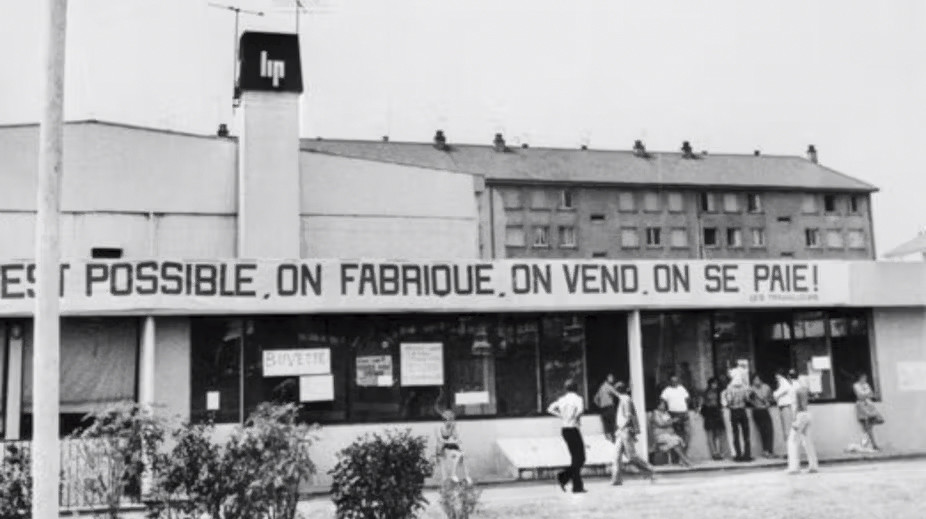 lip
EST POSSIBLE, ON FABRIQUE, ON VEND, ON SE PAIE!
LES TRAVAILLEURS
BUVETTE